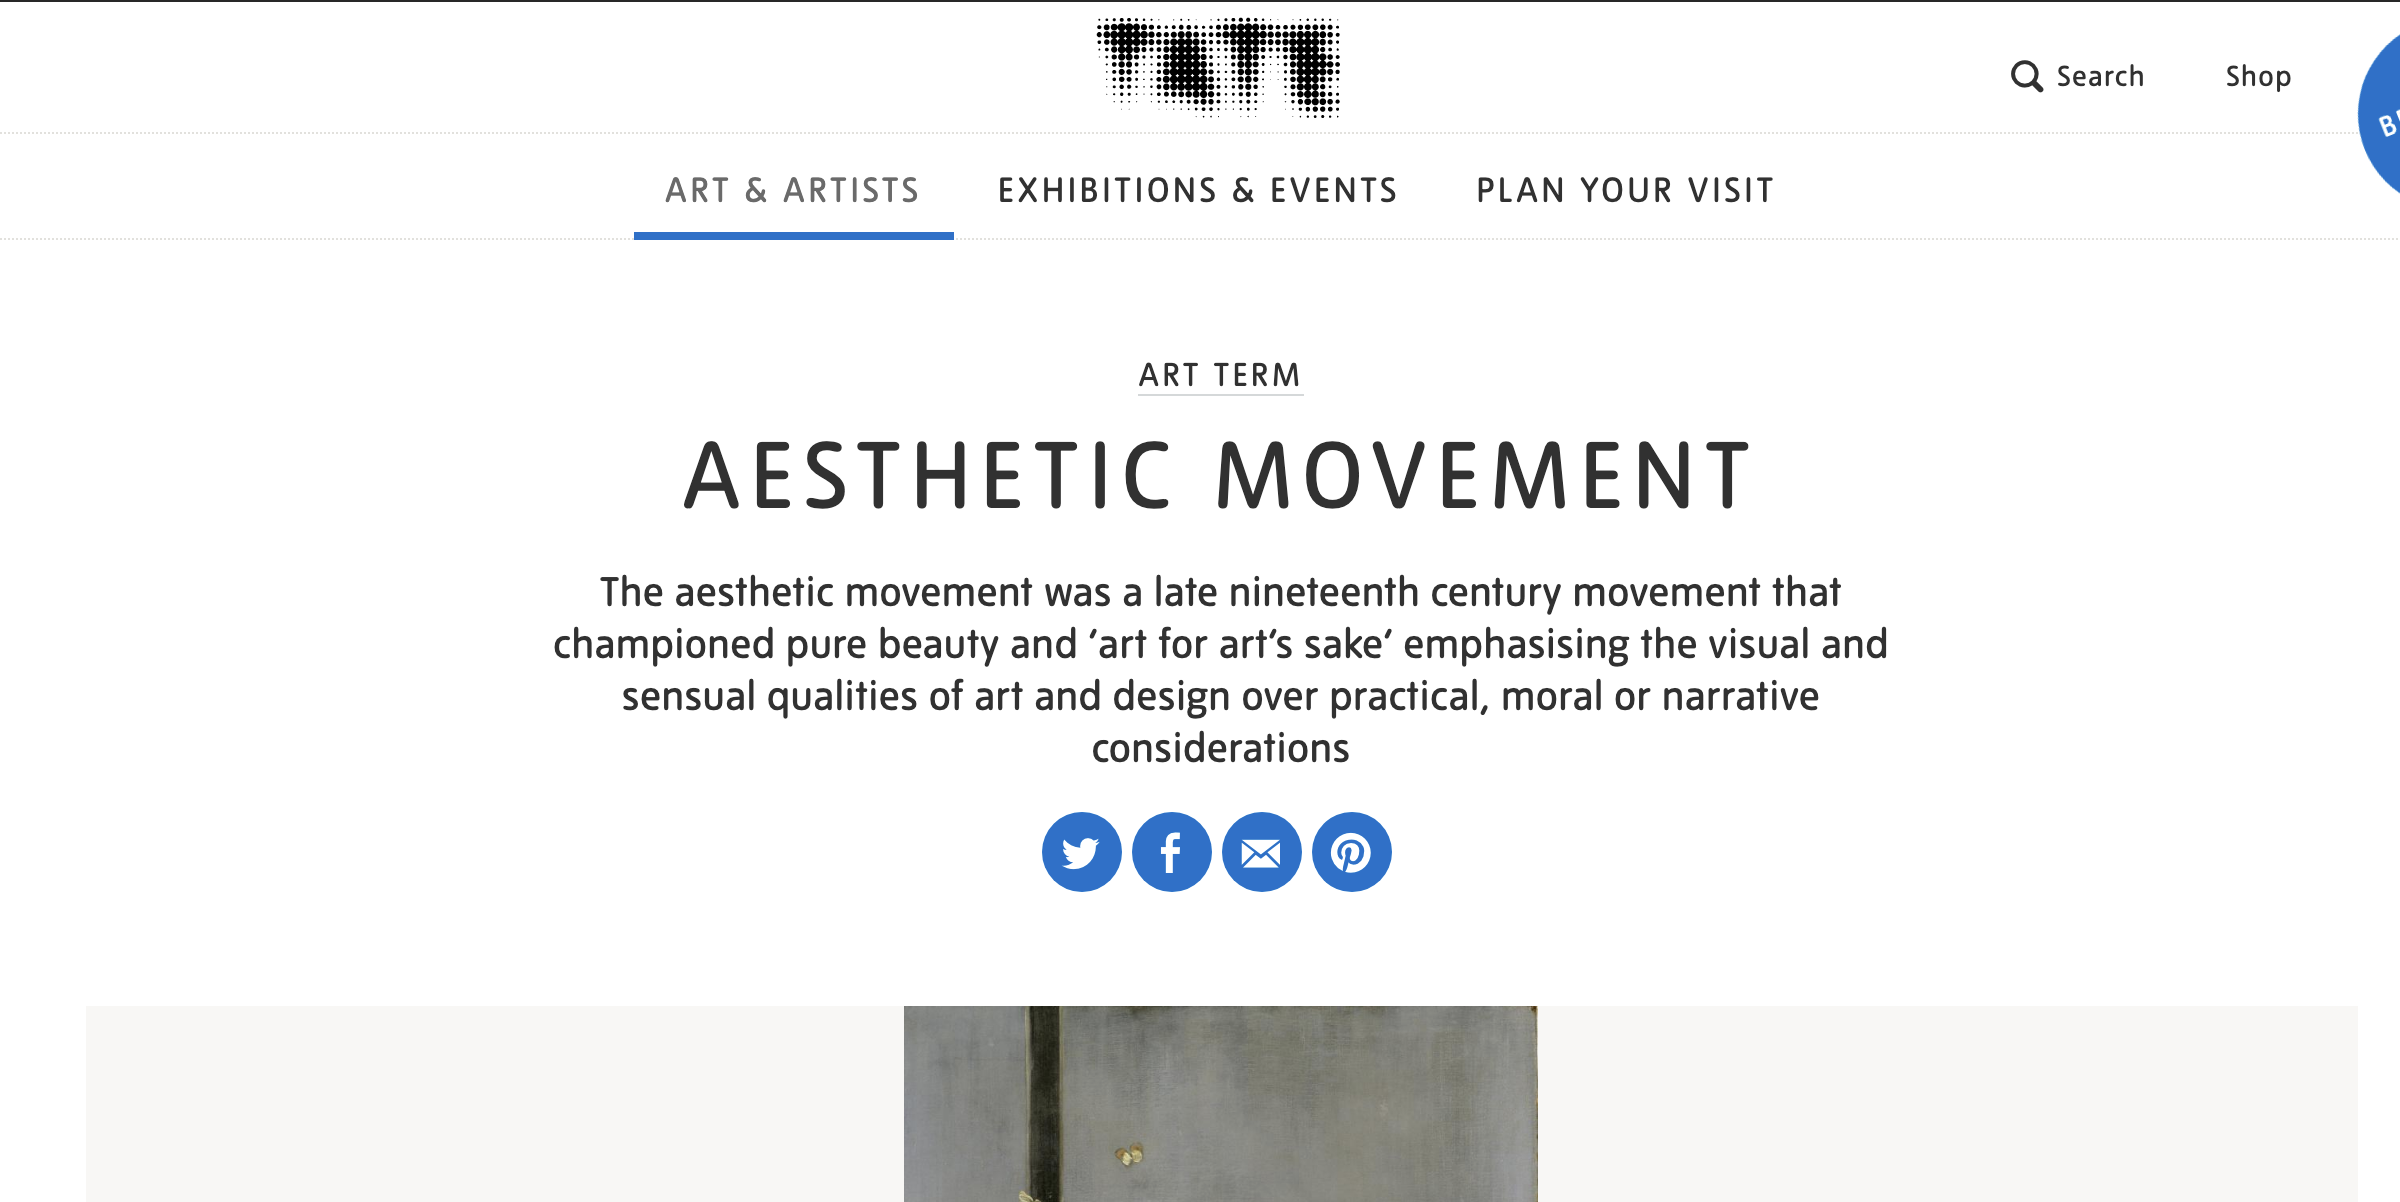 TATE
Search
Shop
ART & ARTISTS
EXHIBITIONS & EVENTS
PLAN YOUR VISIT
ART TERM
AESTHETIC MOVEMENT
The aesthetic movement was a late nineteenth century movement that
championed pure beauty and ‘art for art’s sake’ emphasising the visual and
sensual qualities of art and design over practical, moral or narrative
considerations